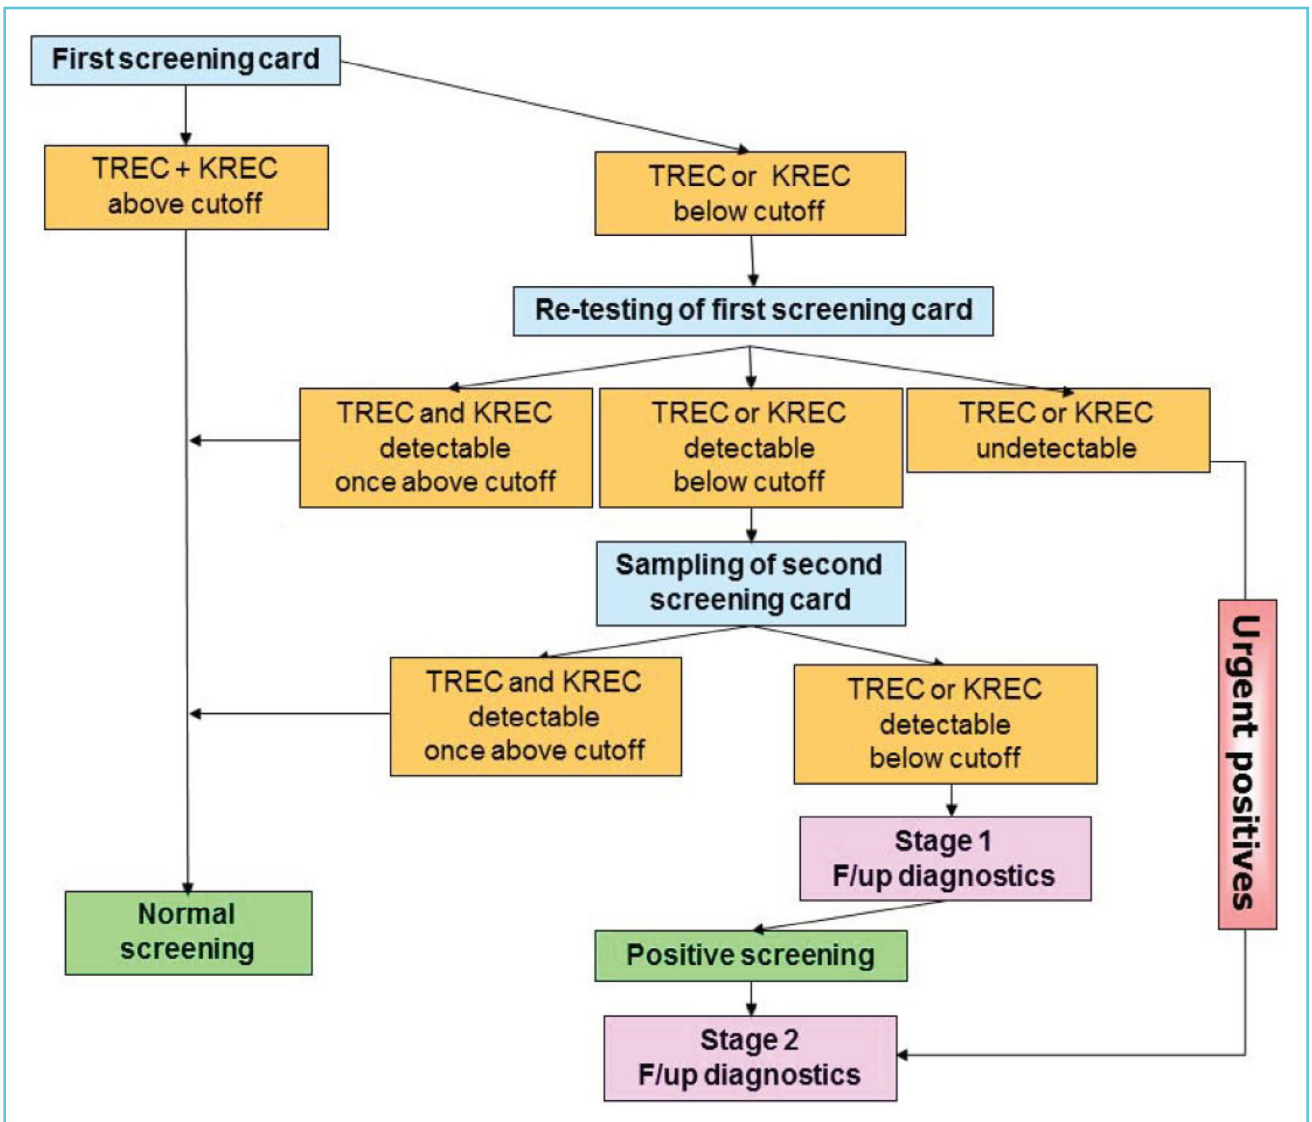 First screening card
TREC + KREC
above cutoff
TREC or KREC
below cutoff
Re-testing of first screening card
TREC and KREC
detectable
once above cutoff
TREC or KREC
detectable
below cutoff
TREC or KREC
undetectable
Sampling of second
screening card
TREC and KREC
detectable
once above cutoff
TREC or KREC
detectable
below cutoff
Urgent positives
Stage 1
F/up diagnostics
Normal
screening
Positive screening
Stage 2
F/up diagnostics